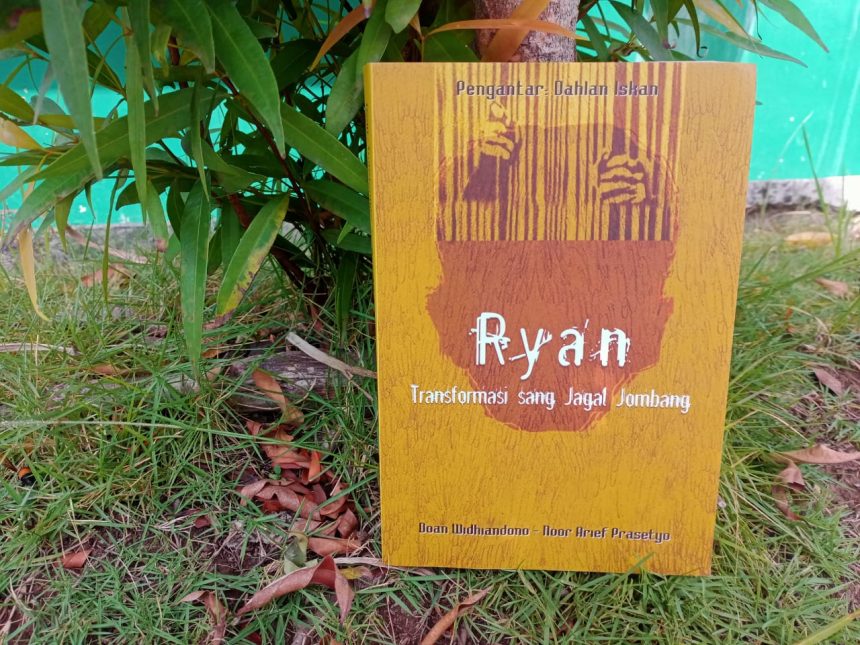 Pengantar: Dahlan Iskan
Ryan
Transformasi sang Jagal Jombang
Doan Widhiandono - Noor Arief Prasetyo